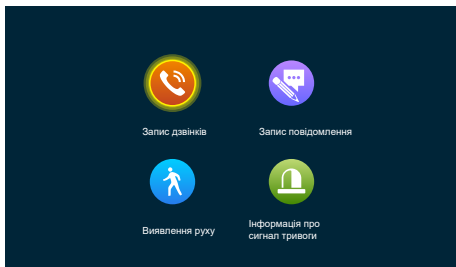 Запис дзвінків
Запис повідомлення
Виявлення руху
Інформація про
сигнал тривоги